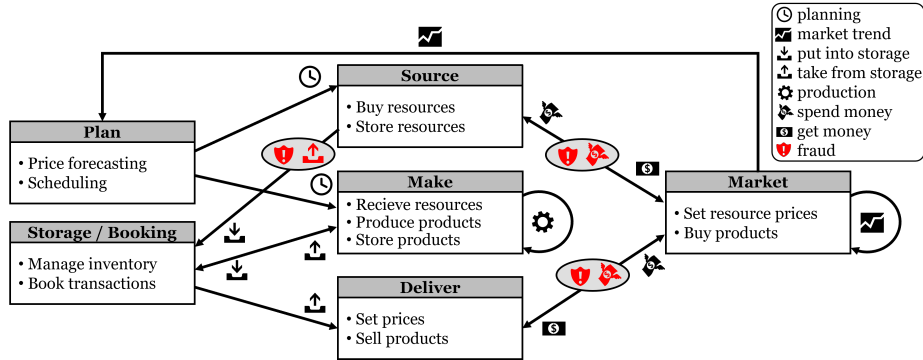 planning
market trend
put into storage
take from storage
production
spend money
get money
fraud
Source
• Buy resources
• Store resources
Plan
• Price forecasting
• Scheduling
Make
• Recieve resources
• Produce products
• Store products
Market
• Set resource prices
• Buy products
Storage / Booking
• Manage inventory
• Book transactions
Deliver
• Set prices
• Sell products